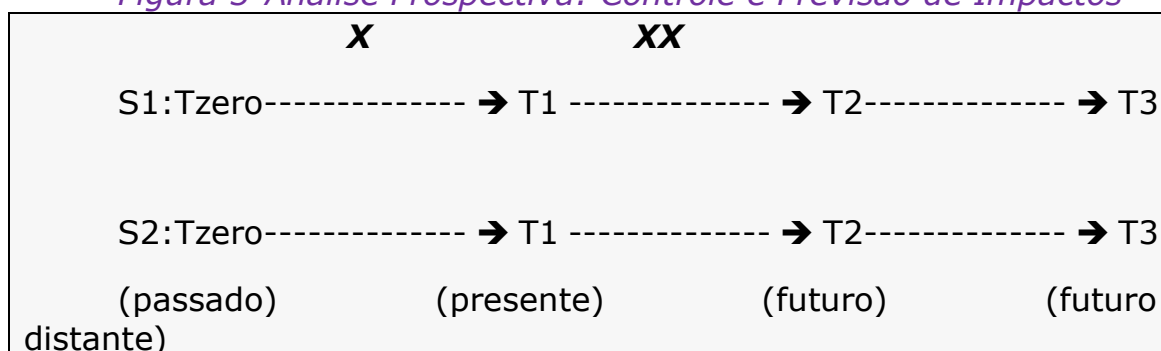 Figura 5-Análise Prospectiva: Controle e Previsão de Impactos
X XX
S1:Tzero-------------- ➔ T1 -------------- ➔ T2-------------- ➔ T3
S2:Tzero-------------- ➔ T1 -------------- ➔ T2-------------- ➔ T3
(passado) (presente) (futuro) (futuro
distante)